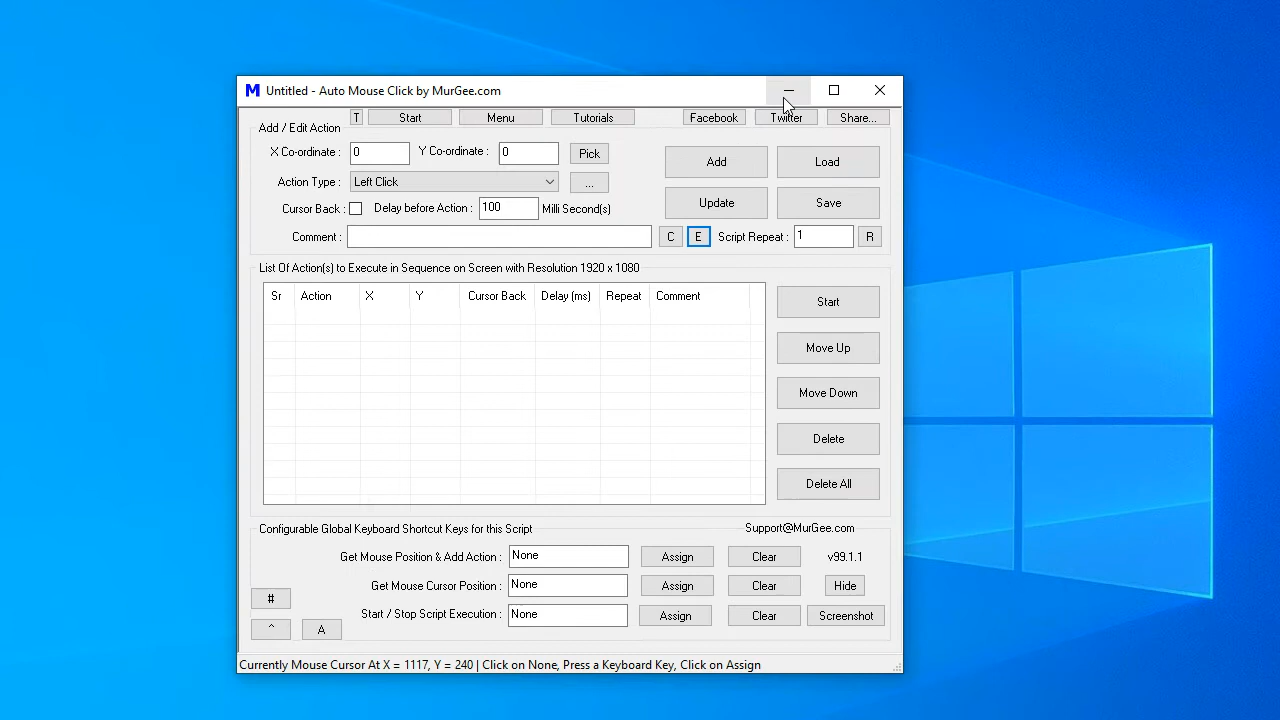 M Untitled - Auto Mouse Click by MurGee.com
T Start Menu Tutorials Facebook Twitter Share...
Add / Edit Action
X Co-ordinate : 0 Y Co-ordinate : 0 Pick Add Load
Action Type : Left Click ...
Cursor Back : Delay before Action : 100 Milli Second(s) Update Save
Comment : C E Script Repeat : 1 R
List Of Action(s) to Execute in Sequence on Screen with Resolution 1920 x 1080
Sr Action X Y Cursor Back Delay (ms) Repeat Comment
Start
Move Up
Move Down
Delete
Delete All
Configurable Global Keyboard Shortcut Keys for this Script Support@MurGee.com
Get Mouse Position & Add Action : None Assign Clear v99.1.1
Get Mouse Cursor Position : None Assign Clear Hide
# Start / Stop Script Execution : None Assign Clear Screenshot
^ A
Currently Mouse Cursor At X = 1117, Y = 240 | Click on None, Press a Keyboard Key, Click on Assign